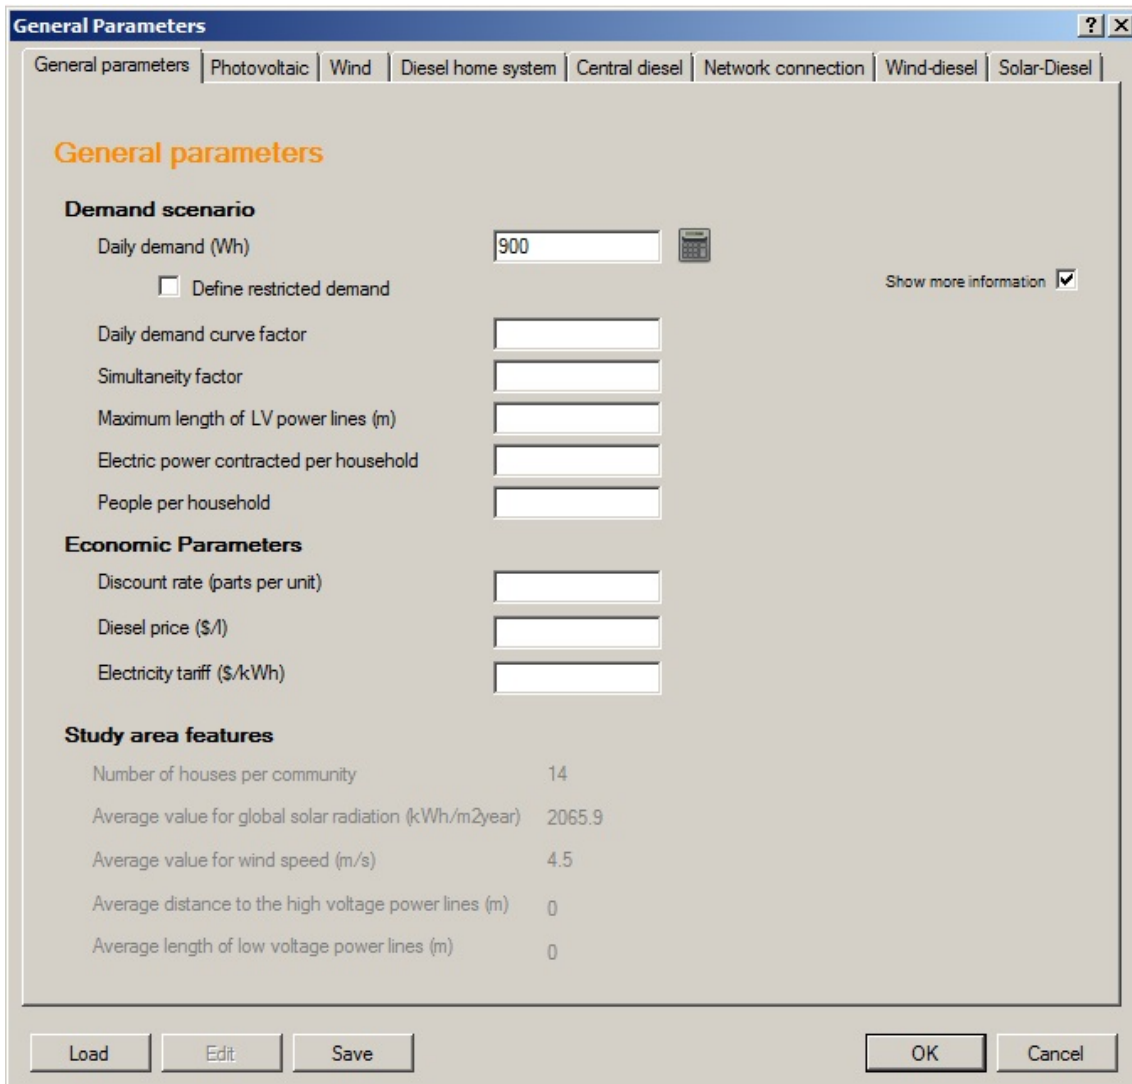 General Parameters
General parameters Photovoltaic Wind Diesel home system Central diesel Network connection Wind-diesel Solar-Diesel
General parameters
Demand scenario
Daily demand (Wh) 900
Define restricted demand Show more information
Daily demand curve factor
Simultaneity factor
Maximum length of LV power lines (m)
Electric power contracted per household
People per household
Economic Parameters
Discount rate (parts per unit)
Diesel price ($/l)
Electricity tariff ($/kWh)
Study area features
Number of houses per community 14
Average value for global solar radiation (kWh/m2year) 2065.9
Average value for wind speed (m/s) 4.5
Average distance to the high voltage power lines (m) 0
Average length of low voltage power lines (m) 0
Load Edit Save OK Cancel